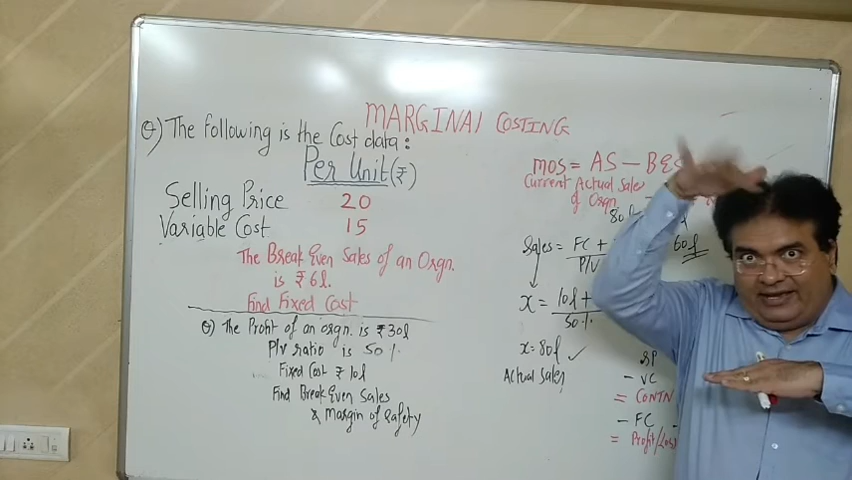 MARGINAL COSTING
Q) The following is the Cost data:
Per Unit (₹)
Selling Price 20
Variable Cost 15
The Break Even Sales of an Orgn.
is ₹6l.
Find Fixed Cost
Q) The Profit of an orgn. is ₹30l
P/V ratio is 50%
Fixed Cost ₹10l
Find Break Even Sales
& Margin of Safety
MOS = AS — BES
Current Actual Sales
of Orgn
80l
60l
Sales = FC +
P/V
x = 10l +
50%
x = 80l ✓
Actual Sales
SP
- VC
= CONTN
- FC
= Profit/Loss